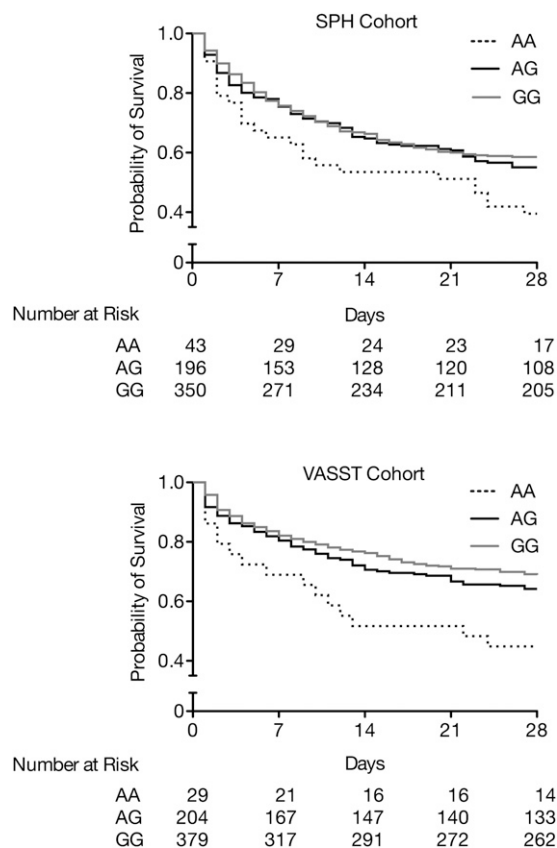 SPH Cohort
AA
AG
GG
Probability of Survival
1.0
0.8
0.6
0.4
0
0 7 14 21 28
Number at Risk Days
AA 43 29 24 23 17
AG 196 153 128 120 108
GG 350 271 234 211 205
VASST Cohort
AA
AG
GG
Probability of Survival
1.0
0.8
0.6
0.4
0
0 7 14 21 28
Number at Risk Days
AA 29 21 16 16 14
AG 204 167 147 140 133
GG 379 317 291 272 262